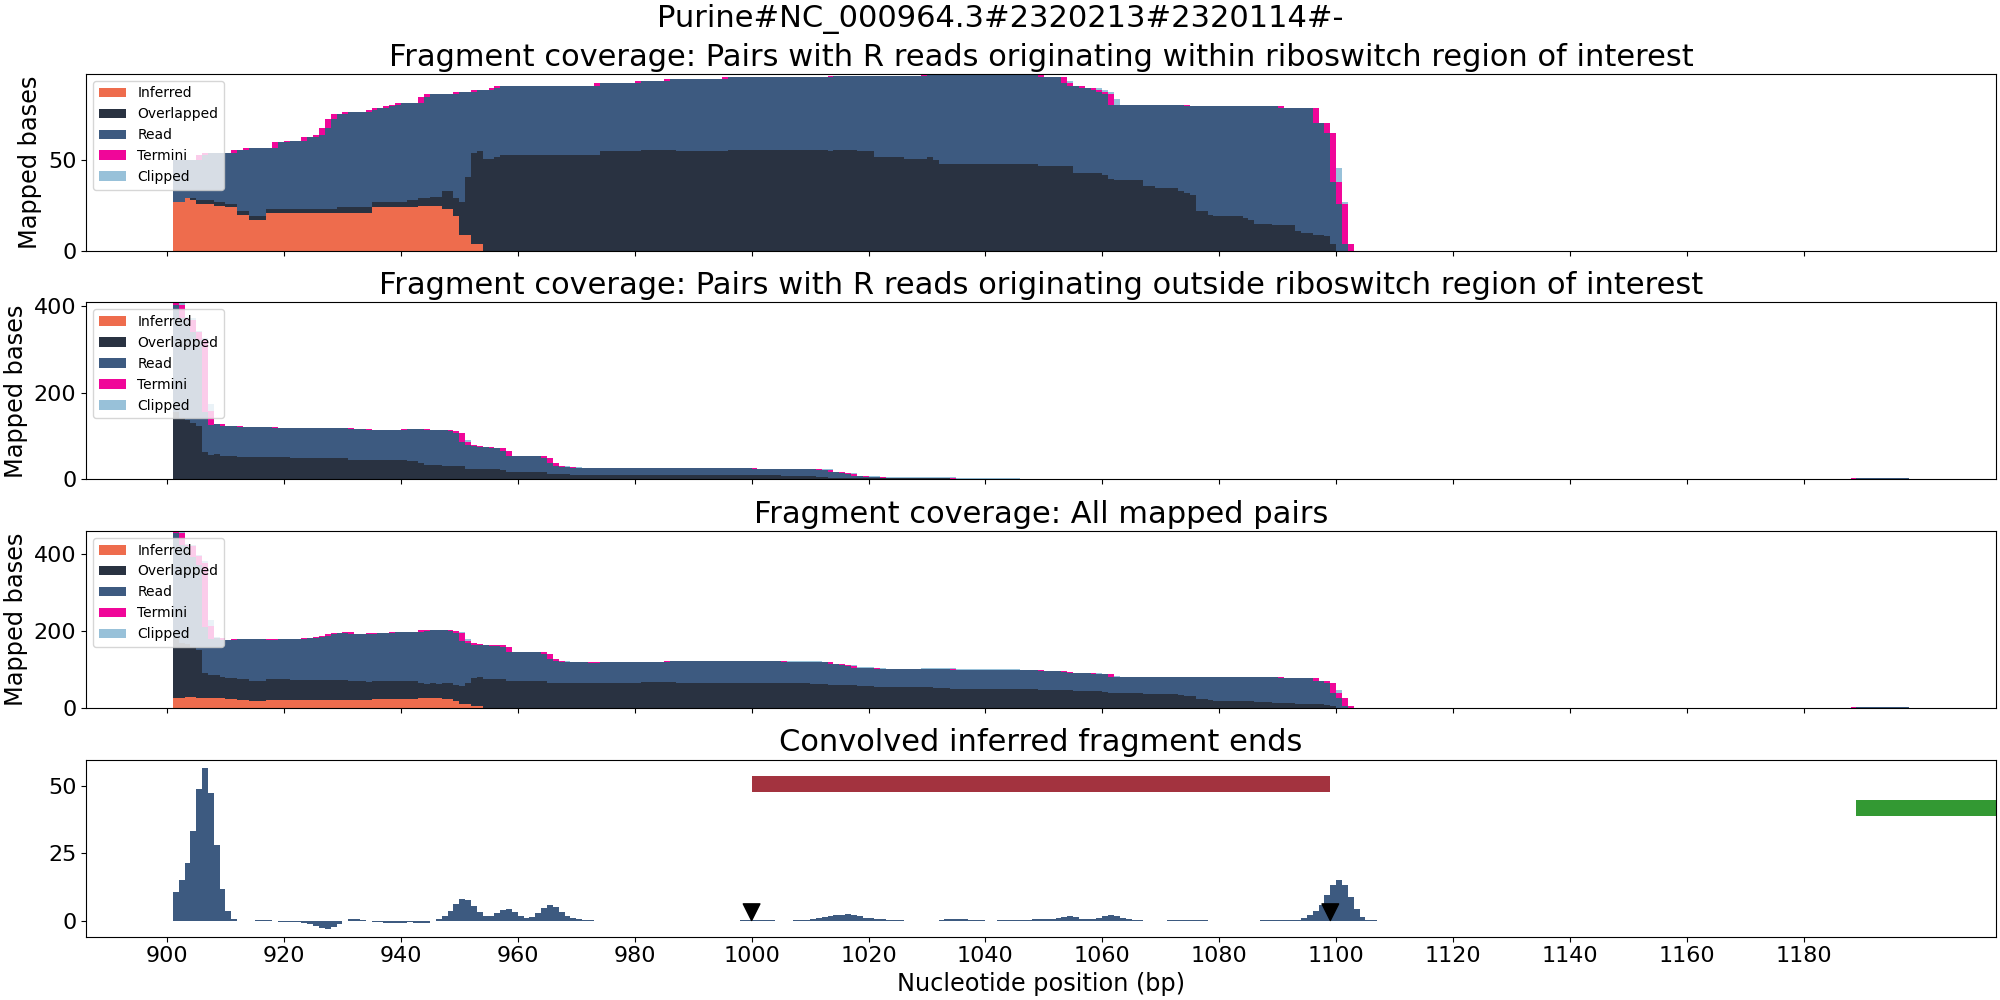 Purine#NC_000964.3#2320213#2320114#-
Fragment coverage: Pairs with R reads originating within riboswitch region of interest
Mapped bases
50
0
Inferred
Overlapped
Read
Termini
Clipped
Fragment coverage: Pairs with R reads originating outside riboswitch region of interest
Mapped bases
400
200
0
Inferred
Overlapped
Read
Termini
Clipped
Fragment coverage: All mapped pairs
Mapped bases
400
200
0
Inferred
Overlapped
Read
Termini
Clipped
Convolved inferred fragment ends
50
25
0
900 920 940 960 980 1000 1020 1040 1060 1080 1100 1120 1140 1160 1180
Nucleotide position (bp)